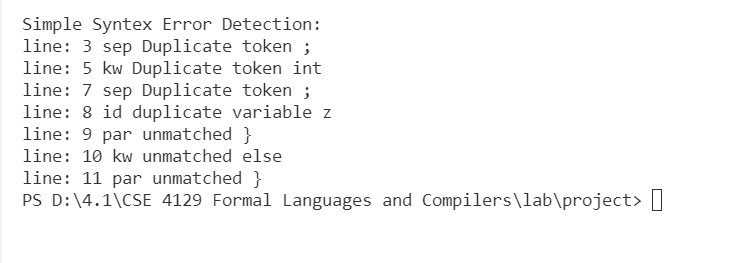 Simple Syntex Error Detection:
line: 3 sep Duplicate token ;
line: 5 kw Duplicate token int
line: 7 sep Duplicate token ;
line: 8 id duplicate variable z
line: 9 par unmatched }
line: 10 kw unmatched else
line: 11 par unmatched }
PS D:\4.1\CSE 4129 Formal Languages and Compilers\lab\project>